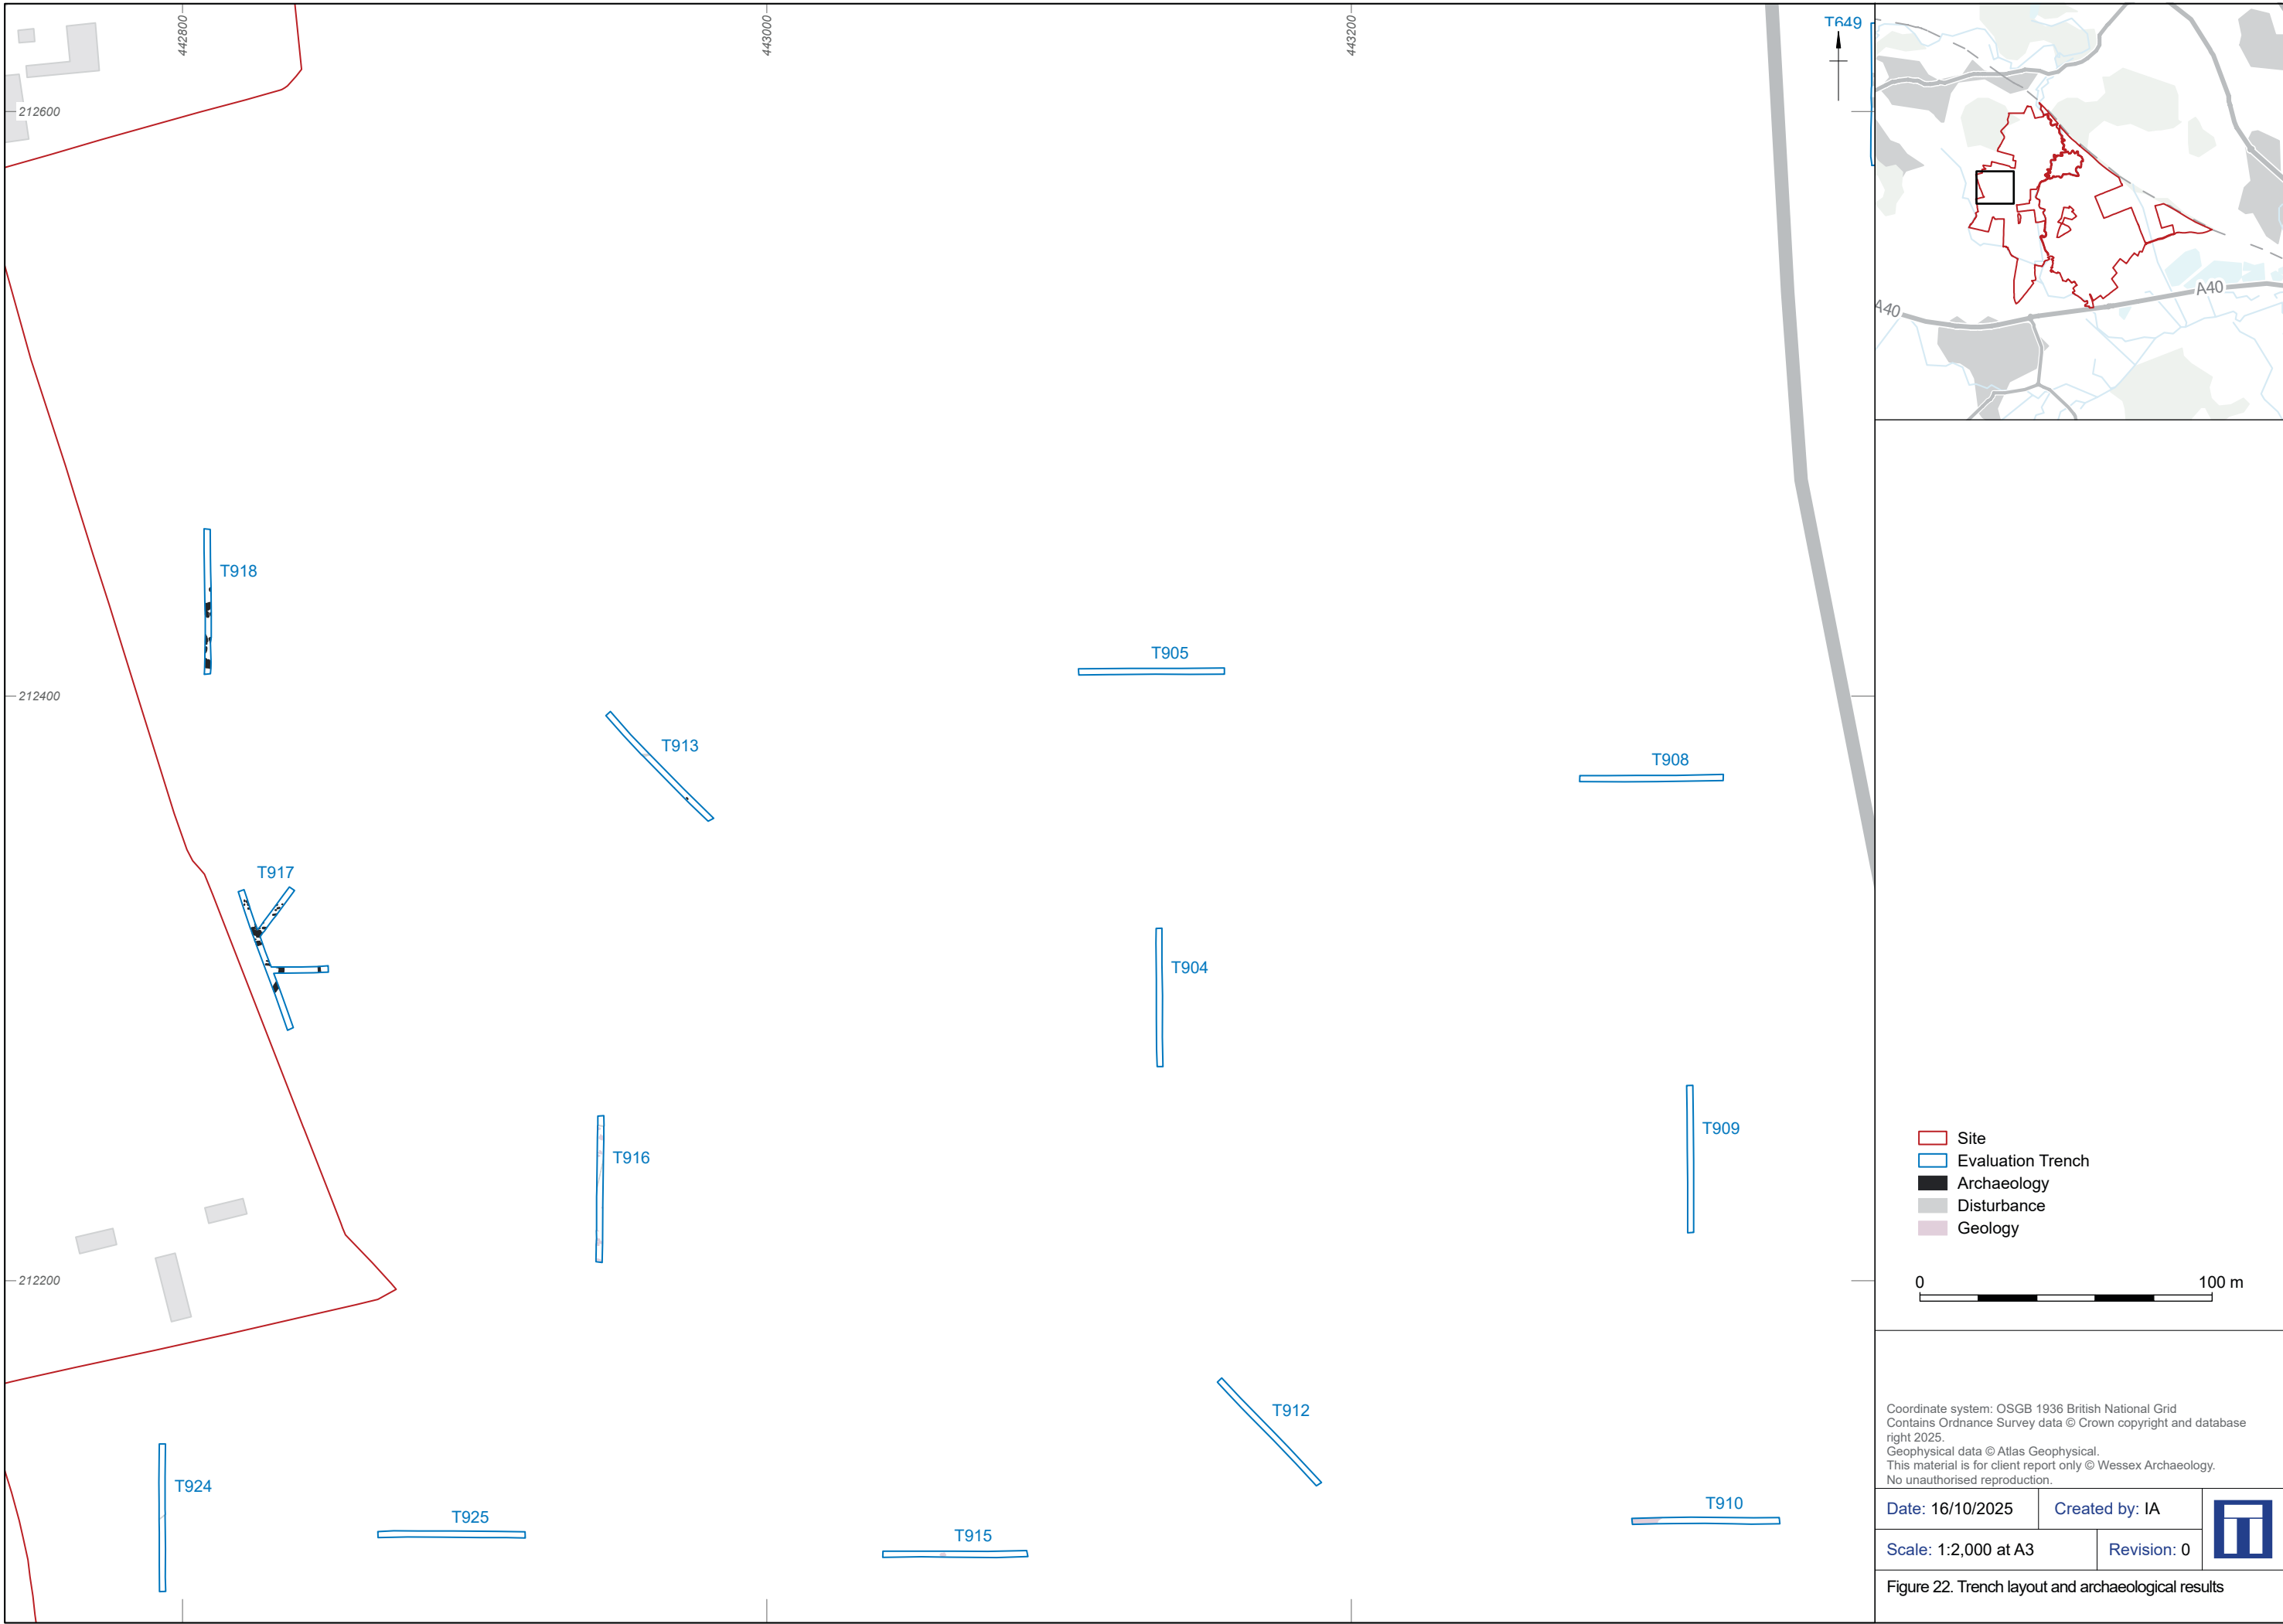 442800
443000
443200
T649
212600
A40
A40
T918
T905
212400
T913
T908
T917
T904
T909
T916
212200
T912
T924
T925
T915
T910
Site
Evaluation Trench
Archaeology
Disturbance
Geology
0 100 m
Coordinate system: OSGB 1936 British National Grid
Contains Ordnance Survey data © Crown copyright and database
right 2025.
Geophysical data © Atlas Geophysical.
This material is for client report only © Wessex Archaeology.
No unauthorised reproduction.
Date: 16/10/2025 Created by: IA
Scale: 1:2,000 at A3 Revision: 0
Figure 22. Trench layout and archaeological results